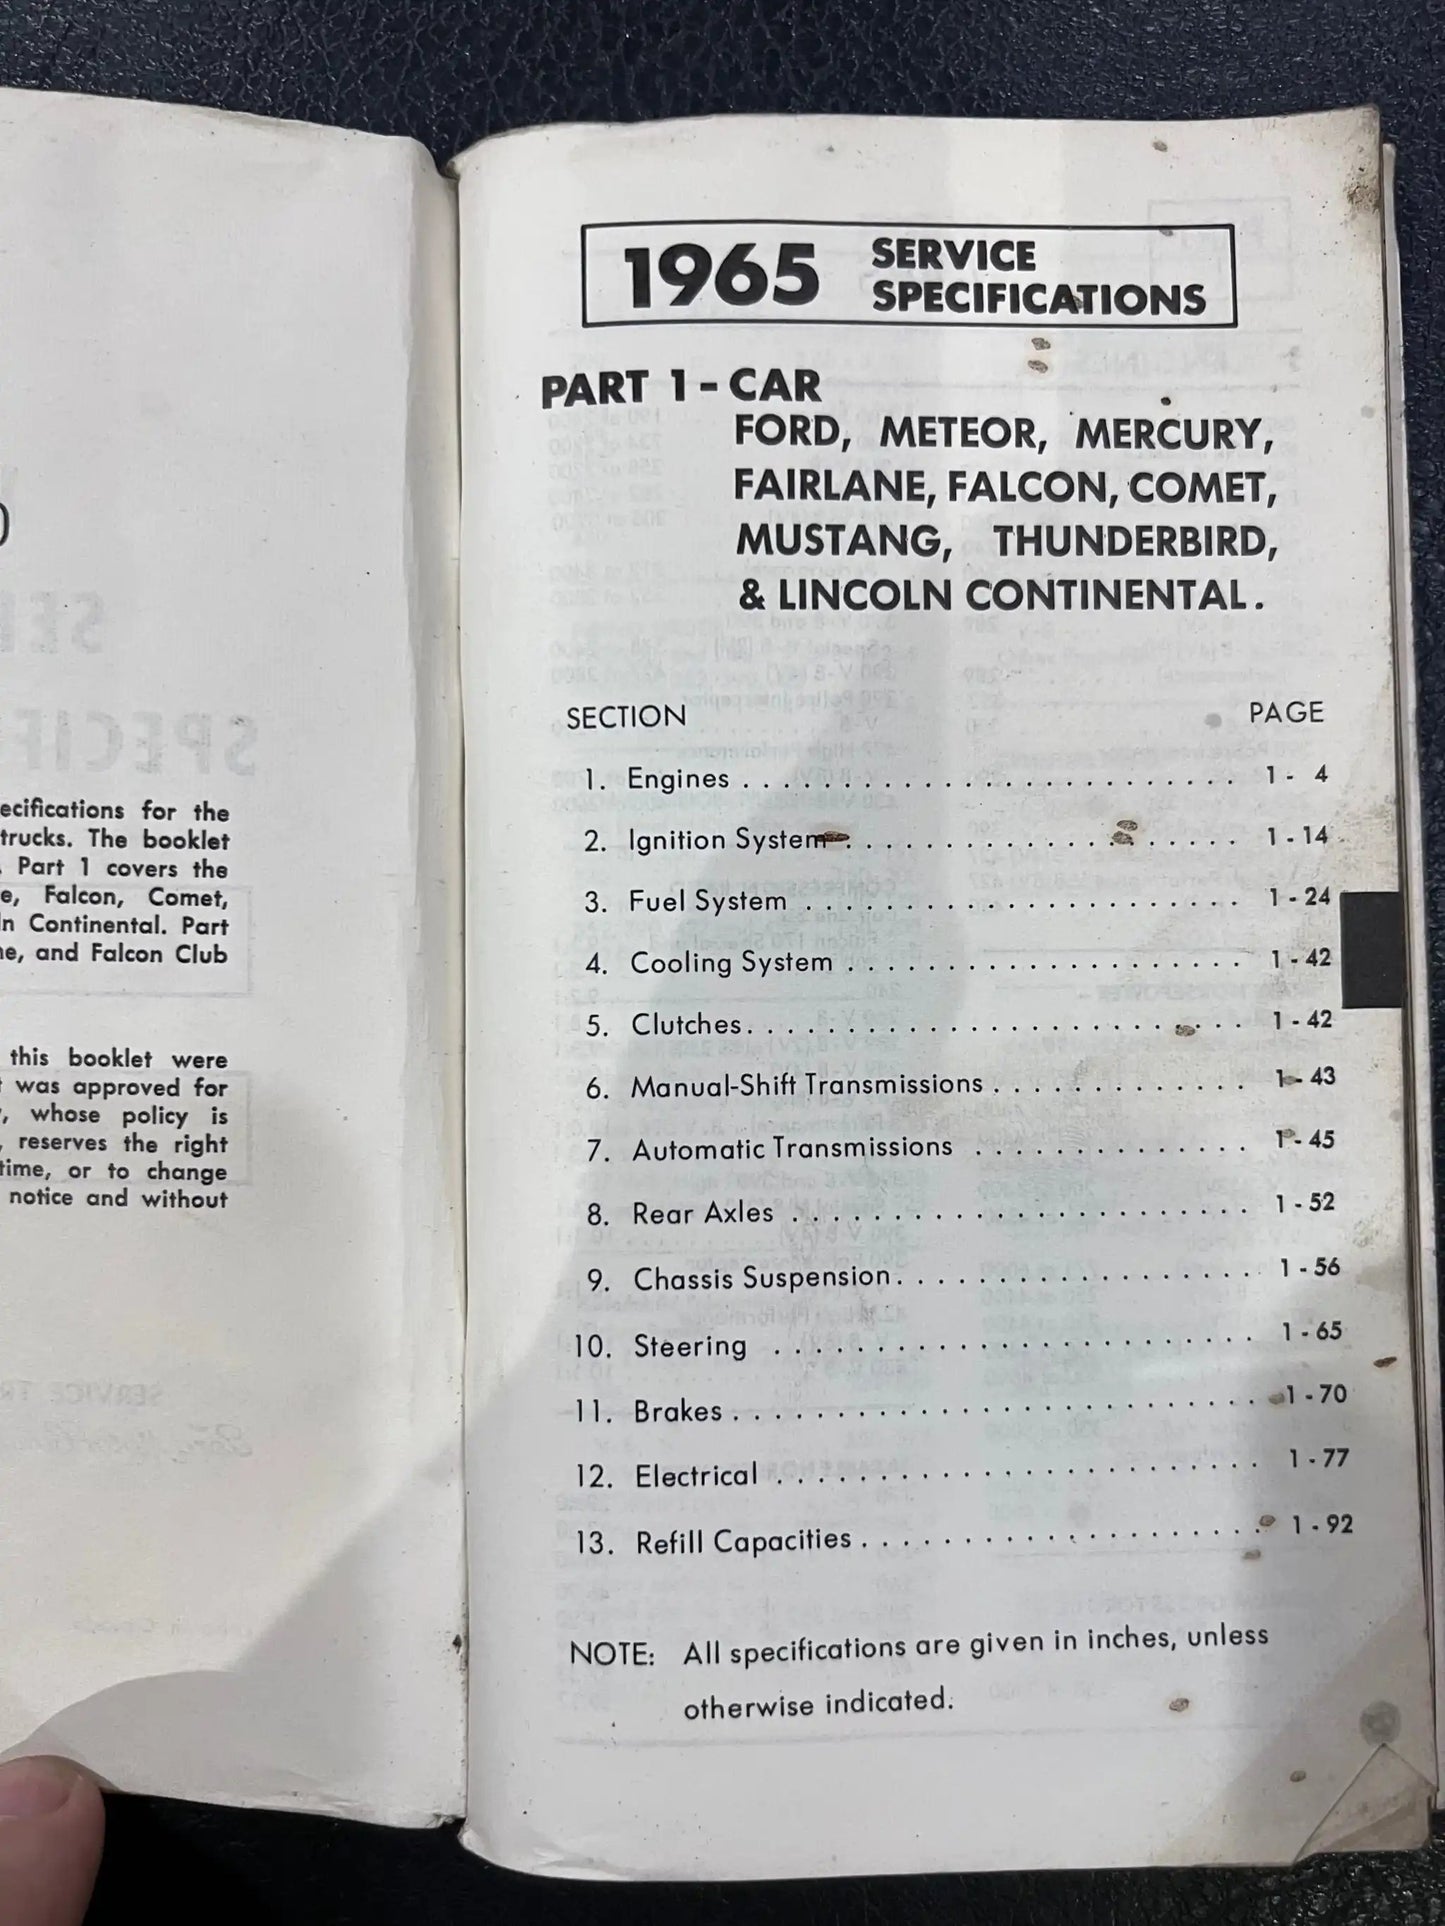 ecifications for the
trucks. The booklet
. Part 1 covers the
e, Falcon, Comet,
ln Continental. Part
ne, and Falcon Club
this booklet were
t was approved for
y, whose policy is
, reserves the right
time, or to change
notice and without
1965 SERVICE
SPECIFICATIONS
PART 1 - CAR
FORD, METEOR, MERCURY,
FAIRLANE, FALCON, COMET,
MUSTANG, THUNDERBIRD,
& LINCOLN CONTINENTAL.
SECTION PAGE
1. Engines . . . . . . . . . . . . . . . . . . . . . . . . 1 - 4
2. Ignition System . . . . . . . . . . . . . . . . . . . . 1 - 14
3. Fuel System . . . . . . . . . . . . . . . . . . . . . . 1 - 24
4. Cooling System . . . . . . . . . . . . . . . . . . . . 1 - 42
5. Clutches . . . . . . . . . . . . . . . . . . . . . . . . 1 - 42
6. Manual-Shift Transmissions . . . . . . . . . . . . . 1 - 43
7. Automatic Transmissions . . . . . . . . . . . . . . 1 - 45
8. Rear Axles . . . . . . . . . . . . . . . . . . . . . . . 1 - 52
9. Chassis Suspension . . . . . . . . . . . . . . . . . . 1 - 56
10. Steering . . . . . . . . . . . . . . . . . . . . . . . . 1 - 65
11. Brakes . . . . . . . . . . . . . . . . . . . . . . . . . 1 - 70
12. Electrical . . . . . . . . . . . . . . . . . . . . . . . 1 - 77
13. Refill Capacities . . . . . . . . . . . . . . . . . . . 1 - 92
NOTE: All specifications are given in inches, unless
otherwise indicated.